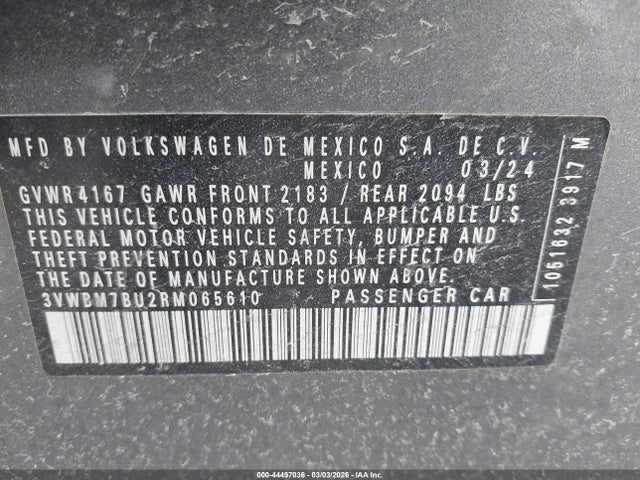 MFD BY VOLKSWAGEN DE MEXICO S.A. DE C.V.
MEXICO 03/24
GVWR 4167 GAWR FRONT 2183 / REAR 2094 LBS
THIS VEHICLE CONFORMS TO ALL APPLICABLE U.S.
FEDERAL MOTOR VEHICLE SAFETY, BUMPER AND
THEFT PREVENTION STANDARDS IN EFFECT ON
THE DATE OF MANUFACTURE SHOWN ABOVE.
3VWBM7BU2RM065610 PASSENGER CAR
1051632 3917 M
000-44497036 | 03/03/2026 - © IAA Inc.